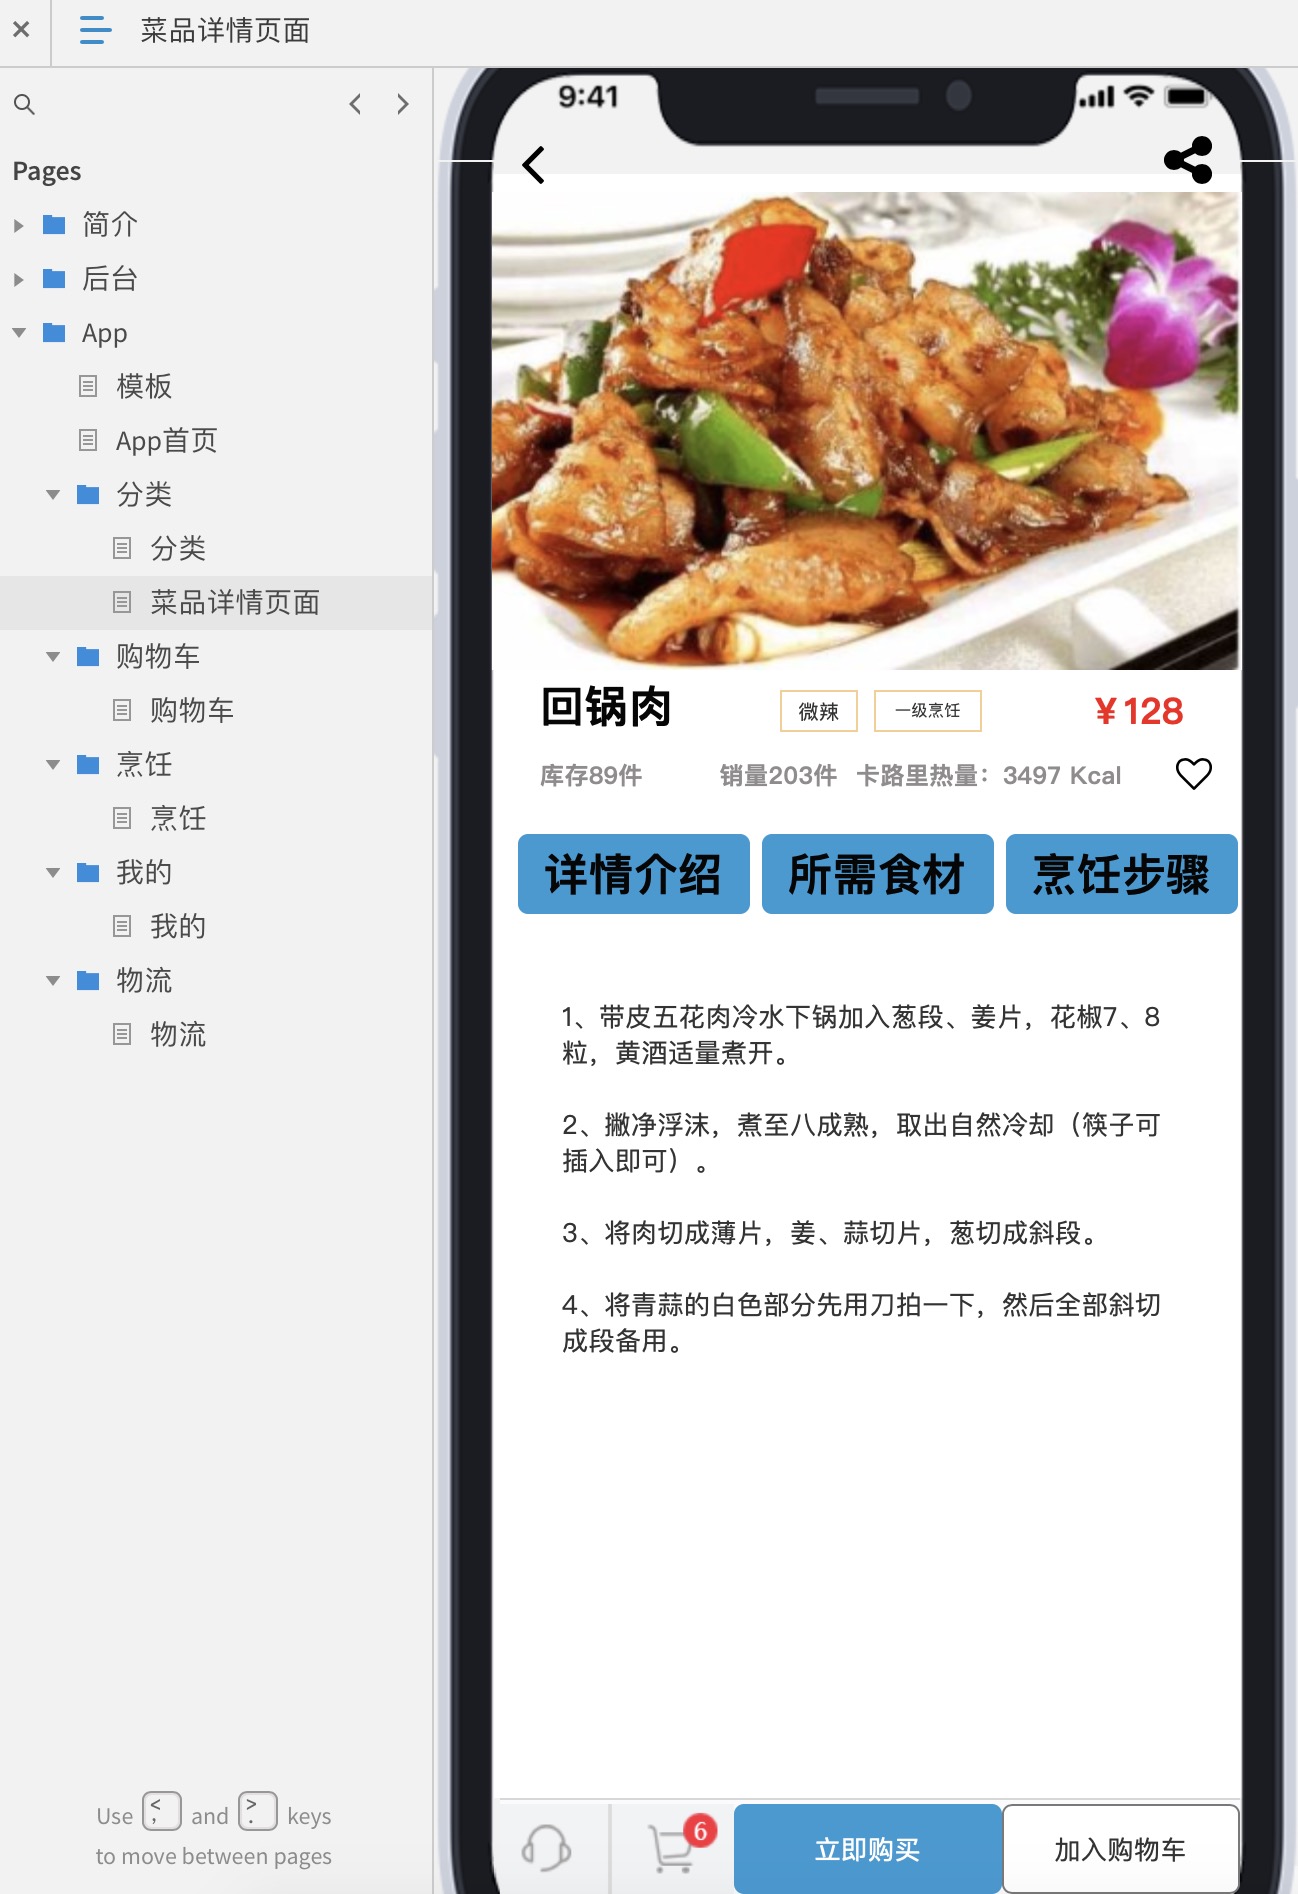 菜品详情页面
Pages
简介
后台
App
模板
App首页
分类
分类
菜品详情页面
购物车
购物车
烹饪
烹饪
我的
我的
物流
物流
Use < , and > . keys
to move between pages
9:41
回锅肉 微辣 一级烹饪 ¥128
库存89件 销量203件 卡路里热量：3497 Kcal
详情介绍 所需食材 烹饪步骤
1、带皮五花肉冷水下锅加入葱段、姜片，花椒7、8
粒，黄酒适量煮开。
2、撇净浮沫，煮至八成熟，取出自然冷却（筷子可
插入即可）。
3、将肉切成薄片，姜、蒜切片，葱切成斜段。
4、将青蒜的白色部分先用刀拍一下，然后全部斜切
成段备用。
6 立即购买 加入购物车